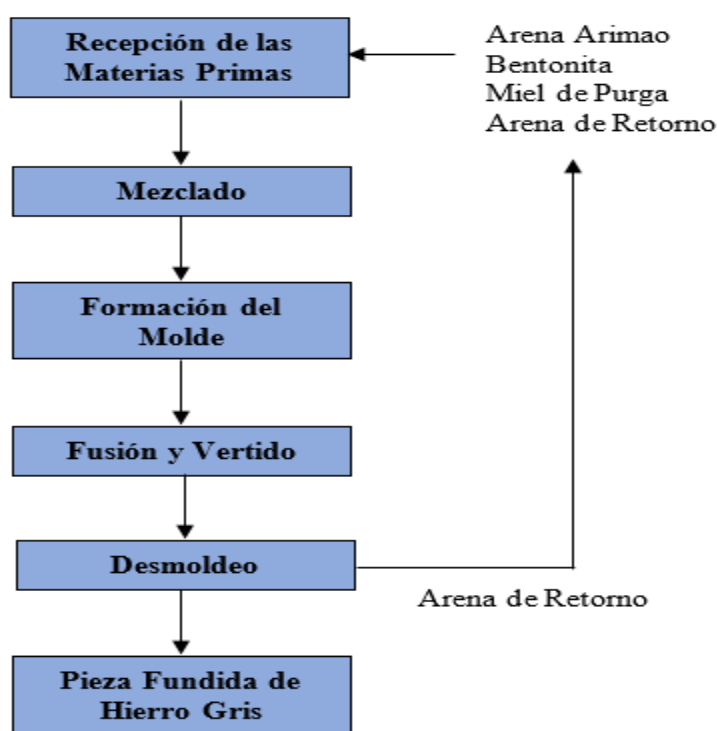 Recepción de las
Materias Primas
Arena Arimao
Bentonita
Miel de Purga
Arena de Retorno
Mezclado
Formación del
Molde
Fusión y Vertido
Desmoldeo
Arena de Retorno
Pieza Fundida de
Hierro Gris